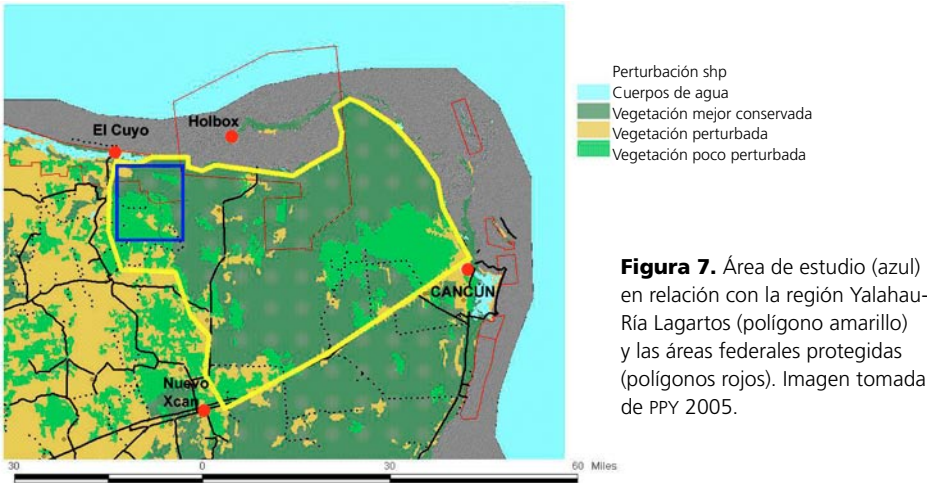 El Cuyo
Holbox
CANCÚN
Nuevo
Xcan
30 0 30 60 Miles
Perturbación shp
Cuerpos de agua
Vegetación mejor conservada
Vegetación perturbada
Vegetación poco perturbada
Figura 7. Área de estudio (azul)
en relación con la región Yalahau-
Ría Lagartos (polígono amarillo)
y las áreas federales protegidas
(polígonos rojos). Imagen tomada
de PPY 2005.